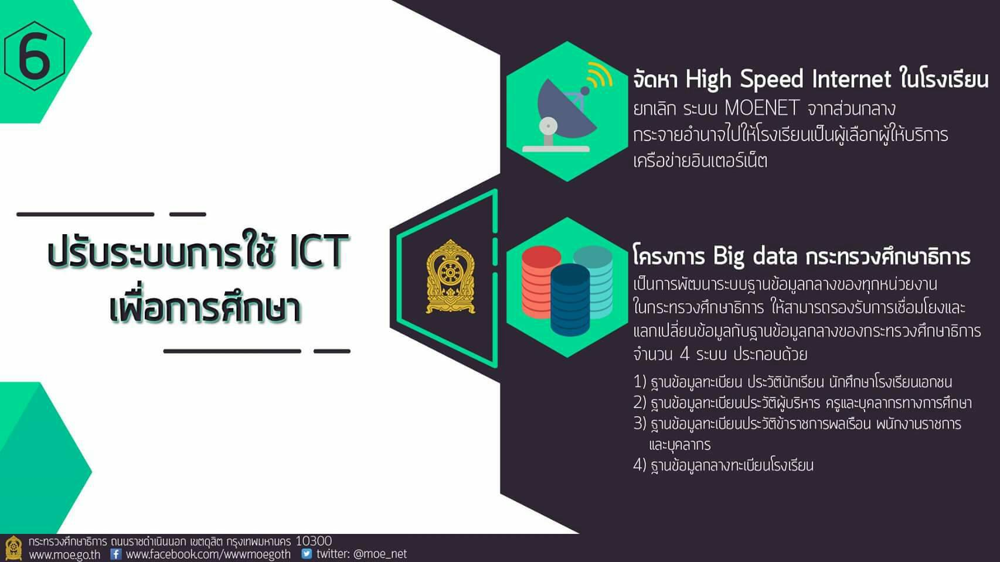 6
ปรับระบบการใช้ ICT
เพื่อการศึกษา
จัดหา High Speed Internet ในโรงเรียน
ยกเลิก ระบบ MOENET จากส่วนกลาง
กระจายอำนาจไปให้โรงเรียนเป็นผู้เลือกผู้ให้บริการ
เครือข่ายอินเตอร์เน็ต
โครงการ Big data กระทรวงศึกษาธิการ
เป็นการพัฒนาระบบฐานข้อมูลกลางของทุกหน่วยงาน
ในกระทรวงศึกษาธิการ ให้สามารถรองรับการเชื่อมโยงและ
แลกเปลี่ยนข้อมูลกับฐานข้อมูลกลางของกระทรวงศึกษาธิการ
จำนวน 4 ระบบ ประกอบด้วย
1) ฐานข้อมูลทะเบียน ประวัตินักเรียน นักศึกษาโรงเรียนเอกชน
2) ฐานข้อมูลทะเบียนประวัติผู้บริหาร ครูและบุคลากรทางการศึกษา
3) ฐานข้อมูลทะเบียนประวัติข้าราชการพลเรือน พนักงานราชการ
และบุคลากร
4) ฐานข้อมูลกลางทะเบียนโรงเรียน
กระทรวงศึกษาธิการ ถนนราชดำเนินนอก เขตดุสิต กรุงเทพมหานคร 10300
www.moe.go.th www.facebook.com/wwwmoegoth twitter: @moe_net